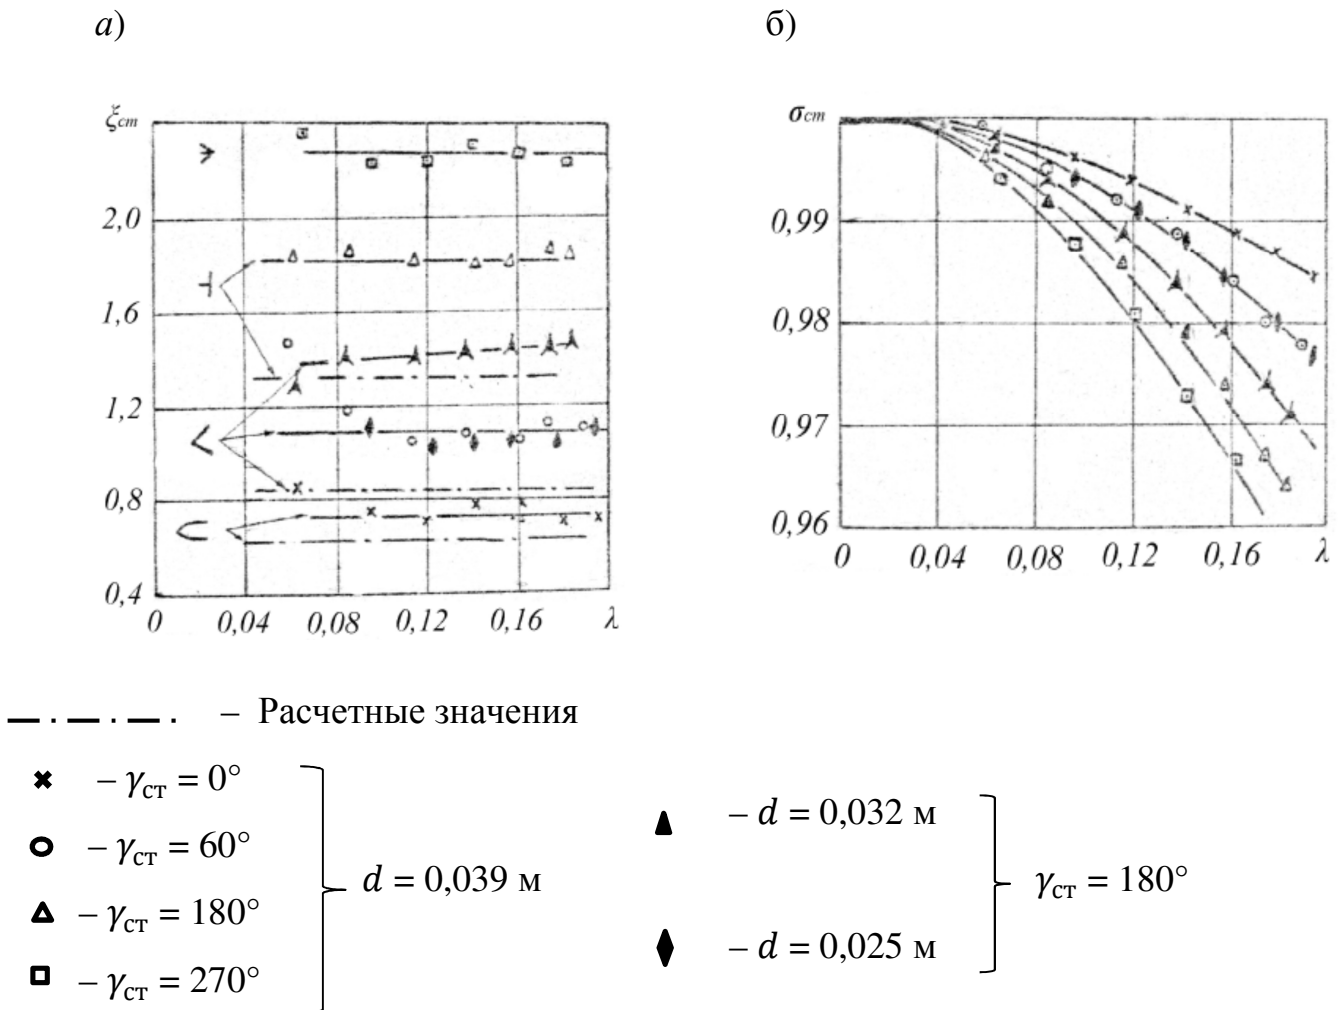 а) б)
ξст
2,0
1,6
1,2
0,8
0,4
0 0,04 0,08 0,12 0,16 λ
σст
0,99
0,98
0,97
0,96
0 0,04 0,08 0,12 0,16 λ
– Расчетные значения
– γст = 0°
– γст = 60°
– γст = 180°
– γст = 270°
d = 0,039 м
– d = 0,032 м
– d = 0,025 м
γст = 180°